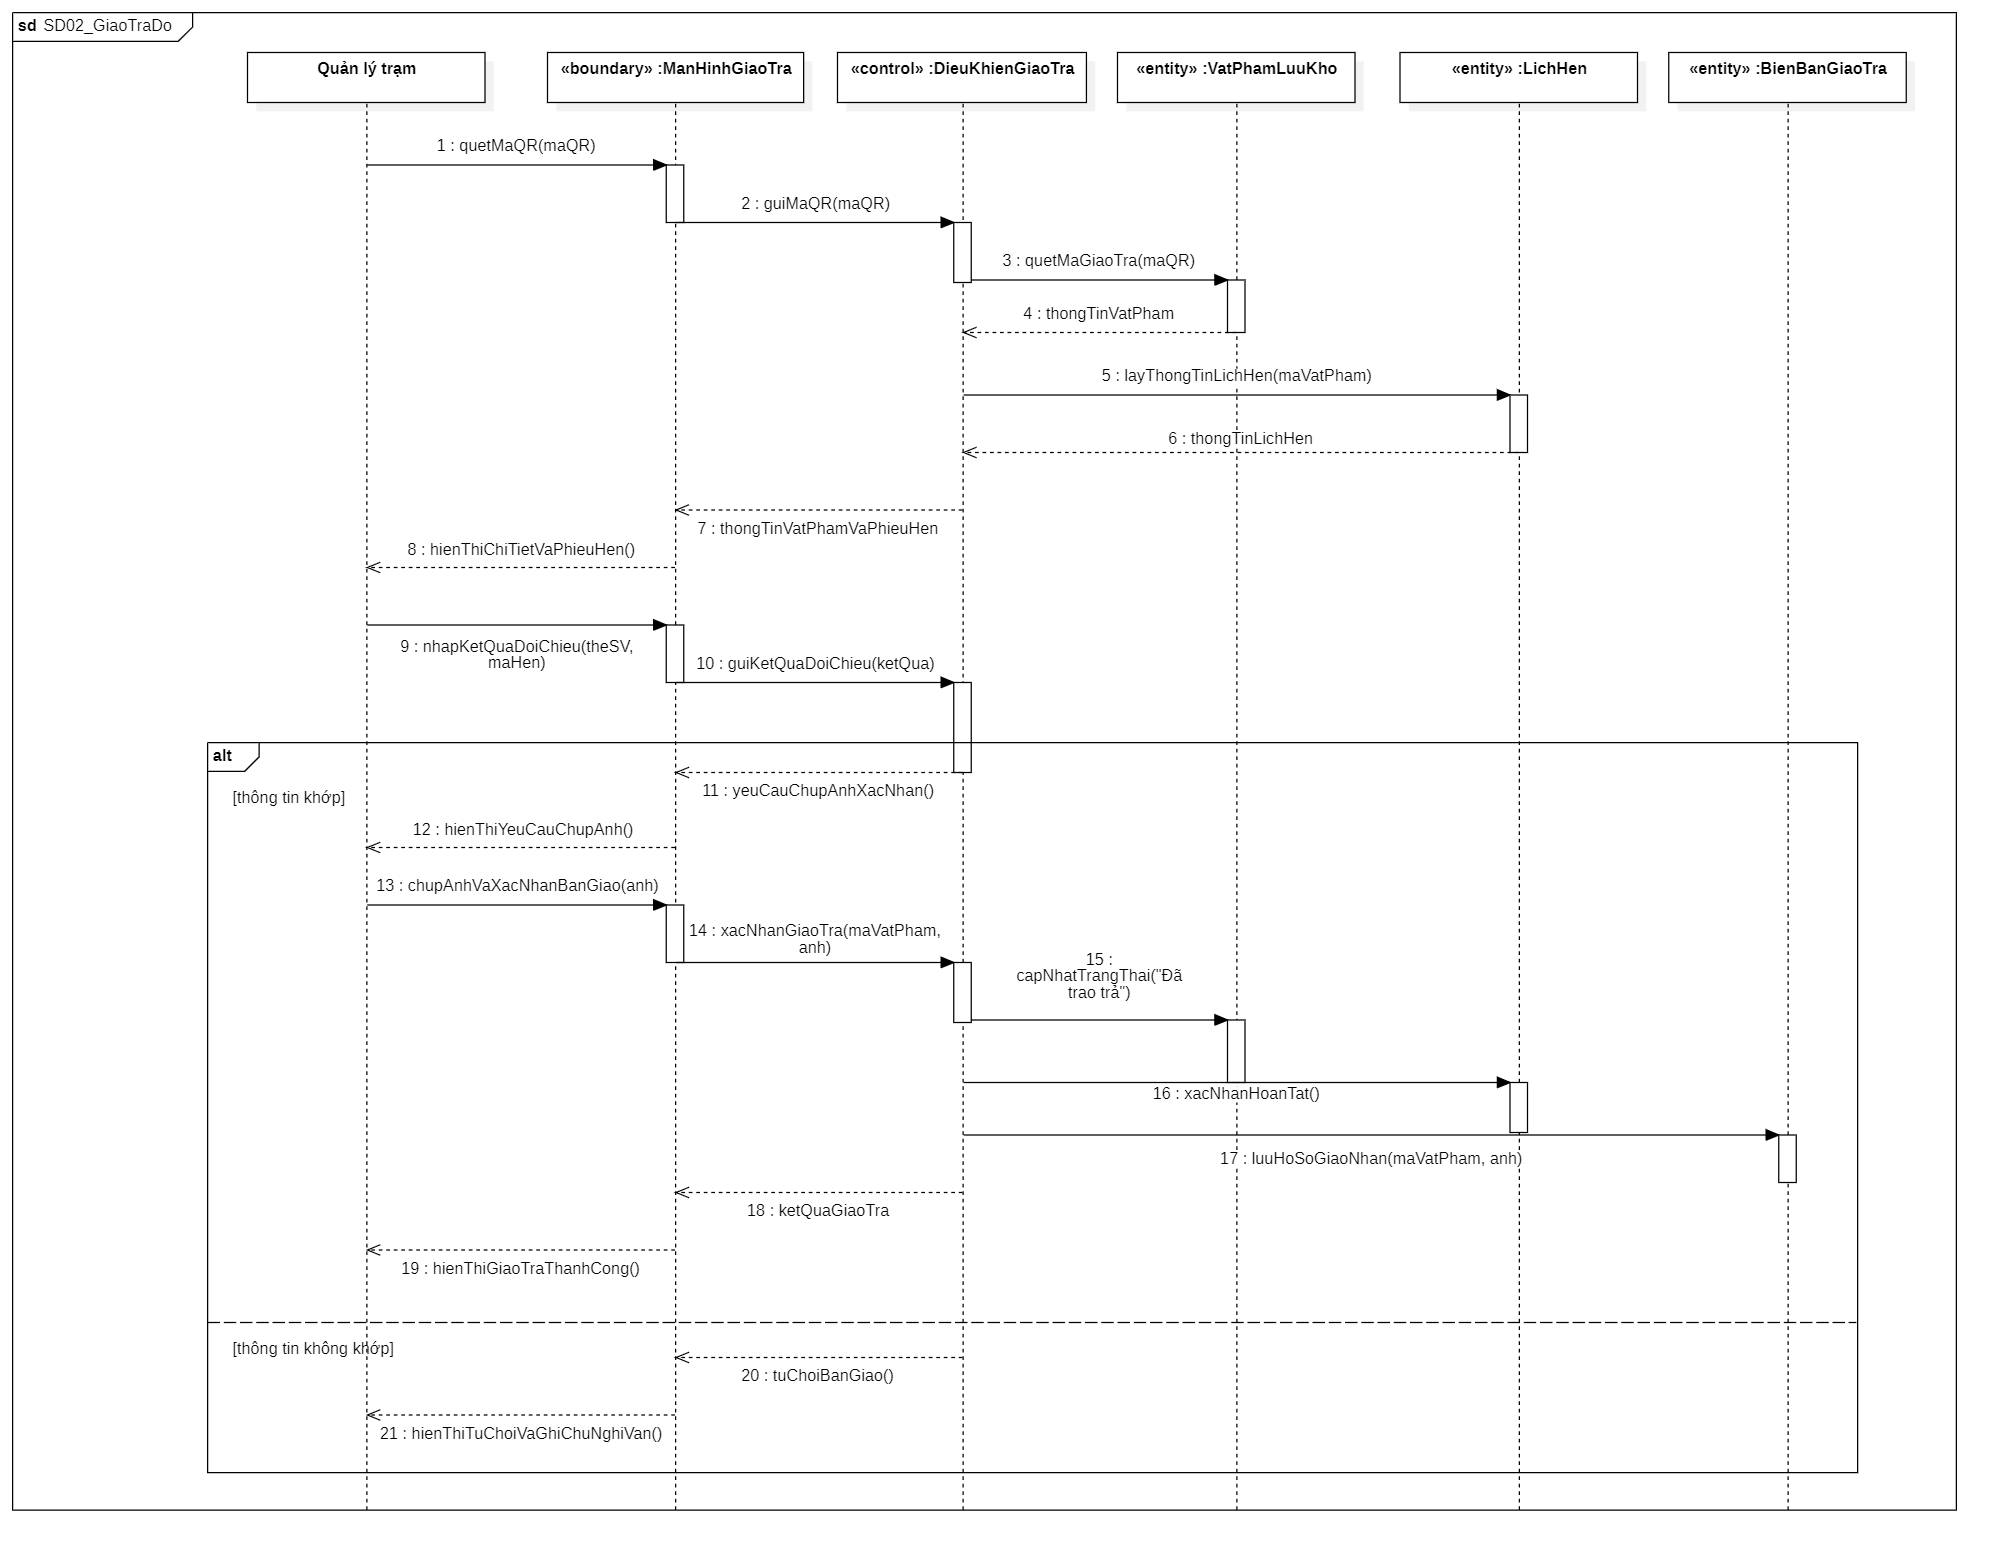 sd SD02_GiaoTraDo
Quản lý trạm
«boundary» :ManHinhGiaoTra
«control» :DieuKhienGiaoTra
«entity» :VatPhamLuuKho
«entity» :LichHen
«entity» :BienBanGiaoTra
1 : quetMaQR(maQR)
2 : guiMaQR(maQR)
3 : quetMaGiaoTra(maQR)
4 : thongTinVatPham
5 : layThongTinLichHen(maVatPham)
6 : thongTinLichHen
7 : thongTinVatPhamVaPhieuHen
8 : hienThiChiTietVaPhieuHen()
9 : nhapKetQuaDoiChieu(theSV,
maHen)
10 : guiKetQuaDoiChieu(ketQua)
alt
[thông tin khớp]
11 : yeuCauChupAnhXacNhan()
12 : hienThiYeuCauChupAnh()
13 : chupAnhVaXacNhanBanGiao(anh)
14 : xacNhanGiaoTra(maVatPham,
anh)
15 :
capNhatTrangThai("Đã
trao trả")
16 : xacNhanHoanTat()
17 : luuHoSoGiaoNhan(maVatPham, anh)
18 : ketQuaGiaoTra
19 : hienThiGiaoTraThanhCong()
[thông tin không khớp]
20 : tuChoiBanGiao()
21 : hienThiTuChoiVaGhiChuNghiVan()